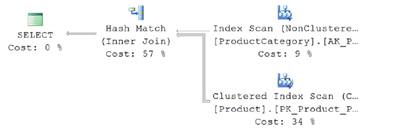 SELECT
Cost: 0 %
Hash Match
(Inner Join)
Cost: 57 %
Index Scan (NonClustere…
[ProductCategory].[AK_P…
Cost: 9 %
Clustered Index Scan (C…
[Product].[PK_Product_P…
Cost: 34 %